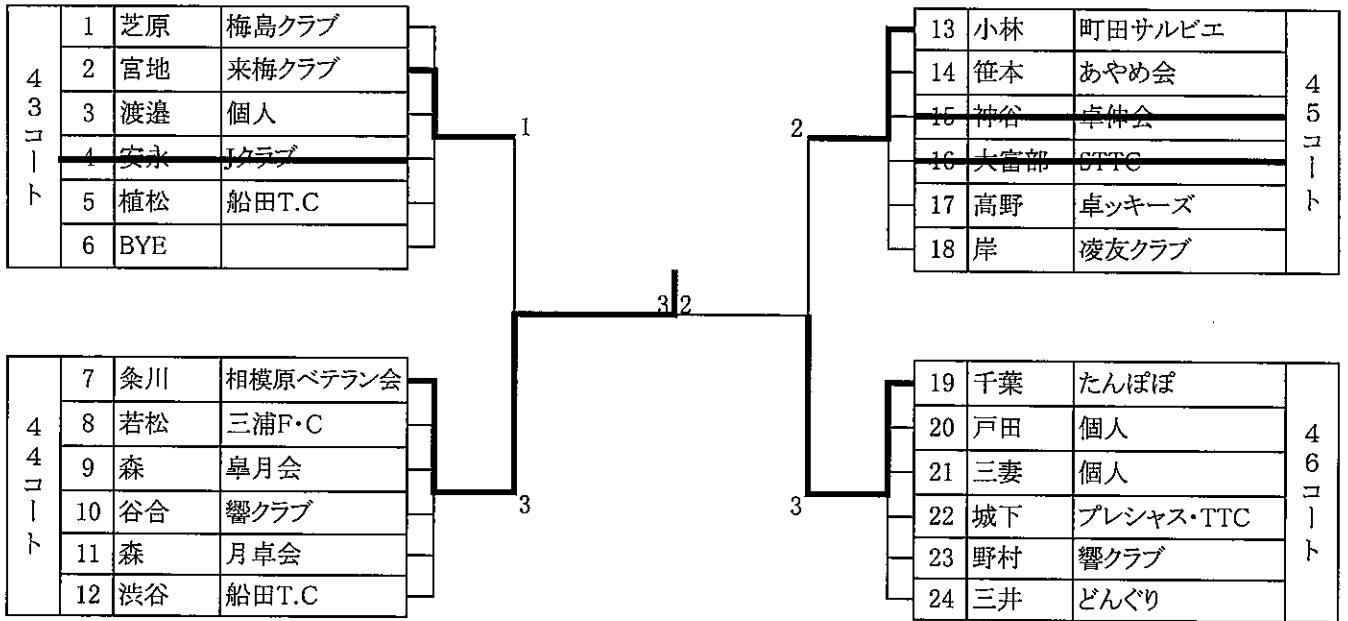 43コート
1 芝原 梅島クラブ
2 宮地 来梅クラブ
3 渡邉 個人
4 安永 Jクラブ
5 植松 船田T.C
6 BYE
1
44コート
7 粂川 相模原ベテラン会
8 若松 三浦F・C
9 森 皐月会
10 谷合 響クラブ
11 森 月卓会
12 渋谷 船田T.C
3
3 2
45コート
13 小林 町田サルビエ
14 笹本 あやめ会
15 神谷 卓仲会
16 大富部 STTC
17 高野 卓ッキーズ
18 岸 凌友クラブ
2
46コート
19 千葉 たんぽぽ
20 戸田 個人
21 三妻 個人
22 城下 プレシャス・TTC
23 野村 響クラブ
24 三井 どんぐり
3